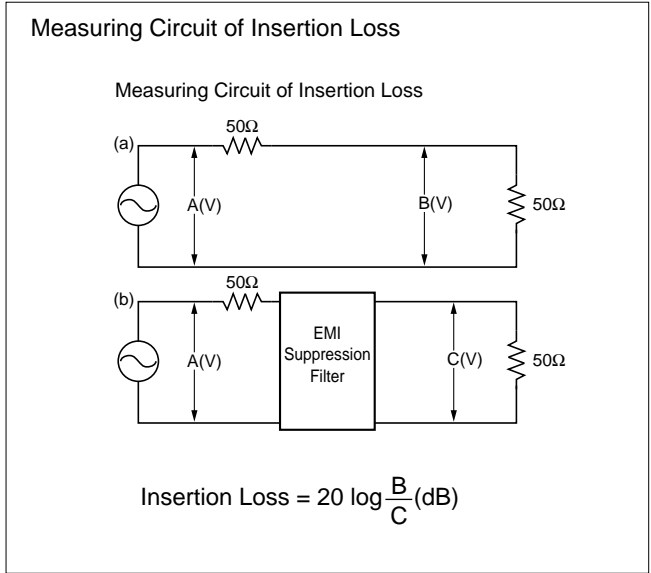 Measuring Circuit of Insertion Loss
Measuring Circuit of Insertion Loss
(a)
50Ω
A(V)
B(V)
50Ω
(b)
50Ω
A(V)
EMI
Suppression
Filter
C(V)
50Ω
Insertion Loss = 20 log B/C (dB)